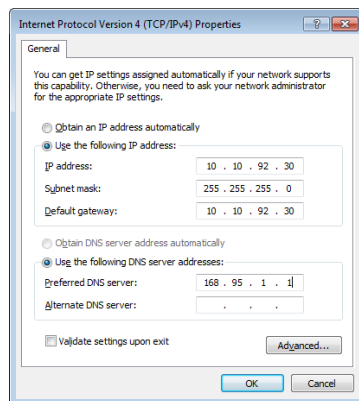 Internet Protocol Version 4 (TCP/IPv4) Properties
General
You can get IP settings assigned automatically if your network supports
this capability. Otherwise, you need to ask your network administrator
for the appropriate IP settings.
Obtain an IP address automatically
Use the following IP address:
IP address: 10 . 10 . 92 . 30
Subnet mask: 255 . 255 . 255 . 0
Default gateway: 10 . 10 . 92 . 30
Obtain DNS server address automatically
Use the following DNS server addresses:
Preferred DNS server: 168 . 95 . 1 . 1
Alternate DNS server: . . .
Validate settings upon exit
Advanced...
OK Cancel